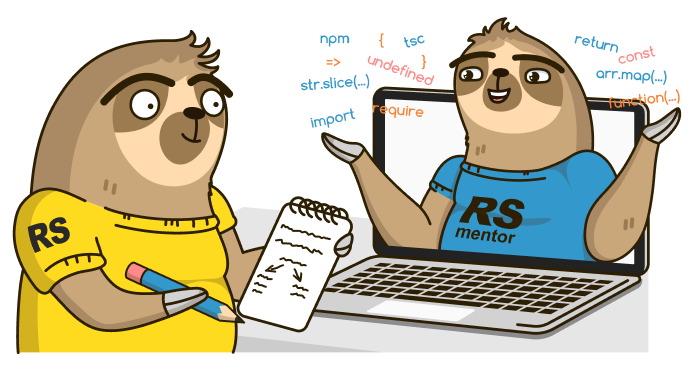 npm { tsc
=> undefined }
str.slice(...)
import require
return const
arr.map(...)
function(...)
RS
RS
mentor